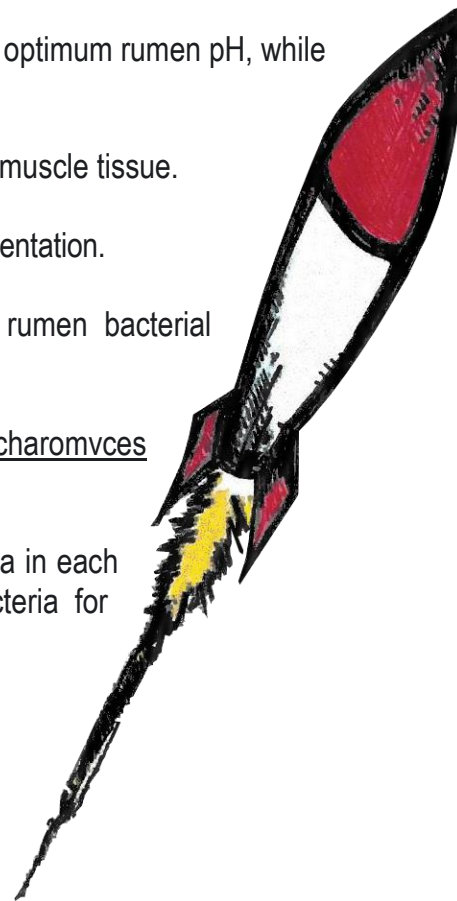 optimum rumen pH, while
muscle tissue.
entation.
rumen bacterial
charomvces
a in each
cteria for